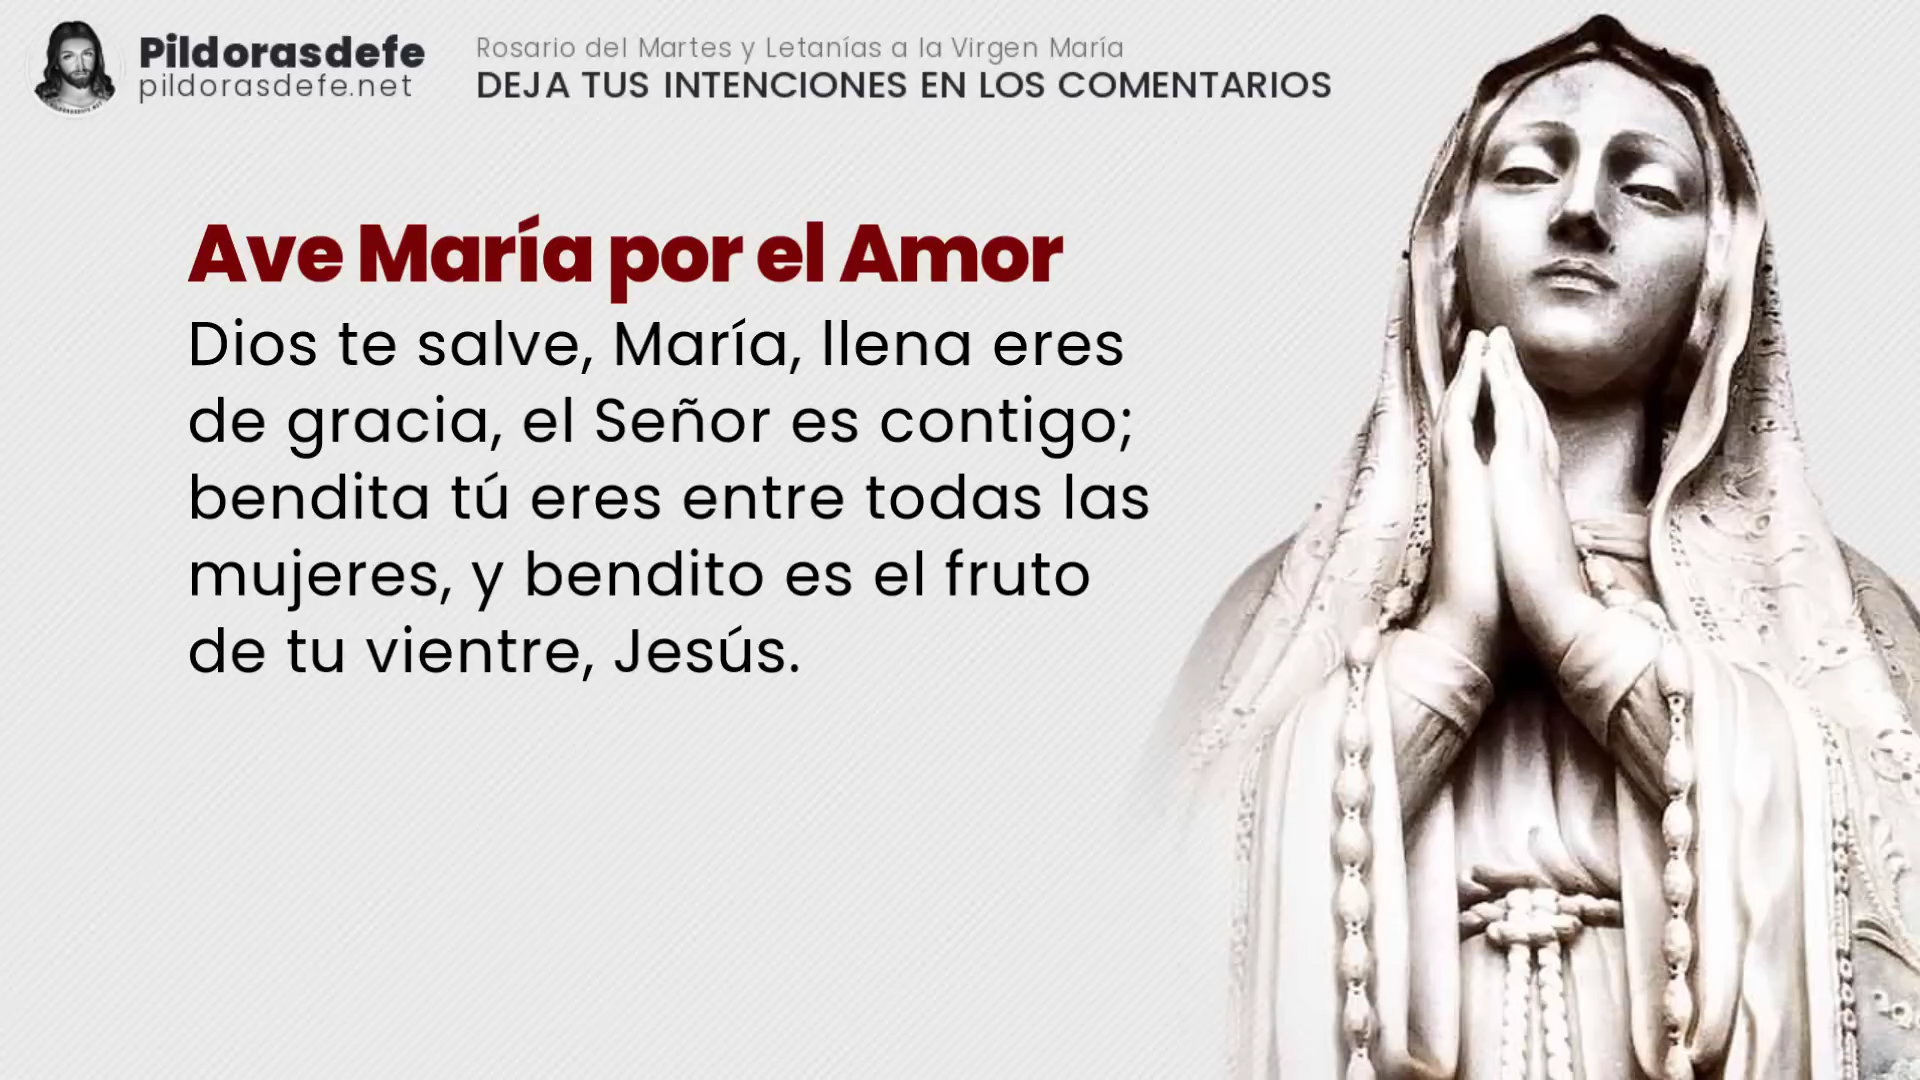 Pildorasdefe
pildorasdefe.net
Rosario del Martes y Letanías a la Virgen María
DEJA TUS INTENCIONES EN LOS COMENTARIOS
Ave María por el Amor
Dios te salve, María, llena eres
de gracia, el Señor es contigo;
bendita tú eres entre todas las
mujeres, y bendito es el fruto
de tu vientre, Jesús.